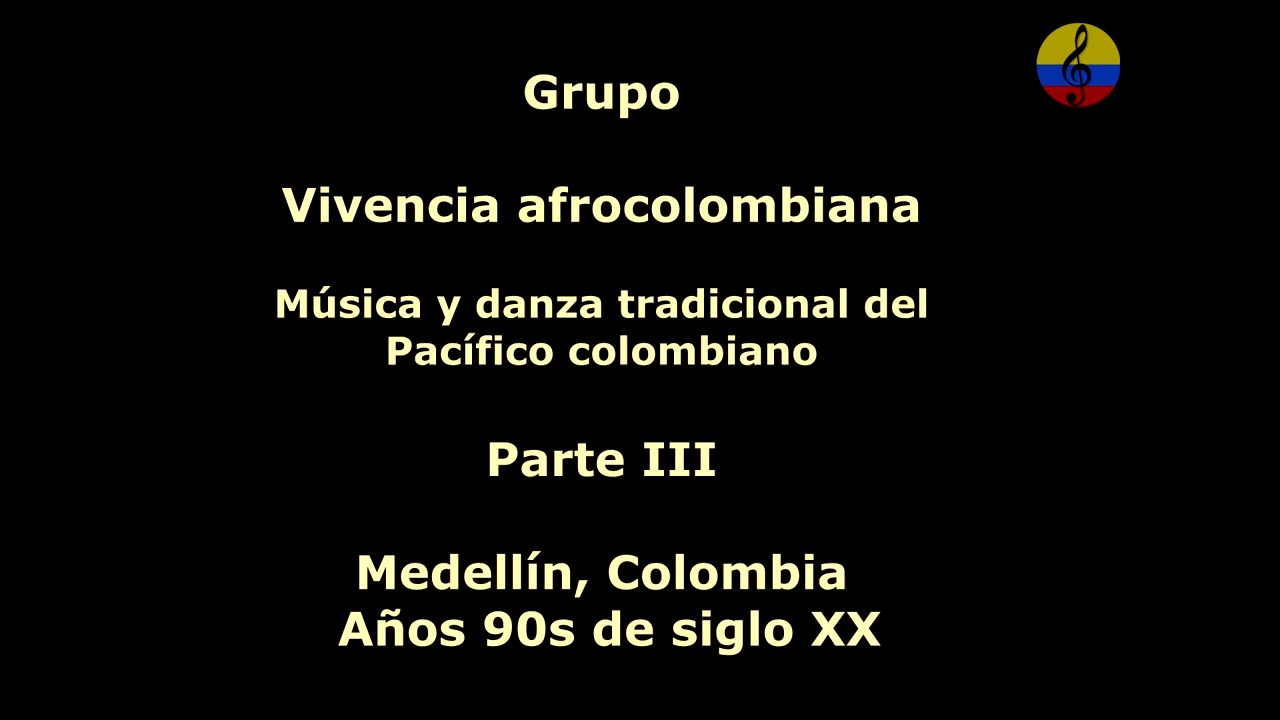 Grupo
Vivencia afrocolombiana
Música y danza tradicional del
Pacífico colombiano
Parte III
Medellín, Colombia
Años 90s de siglo XX